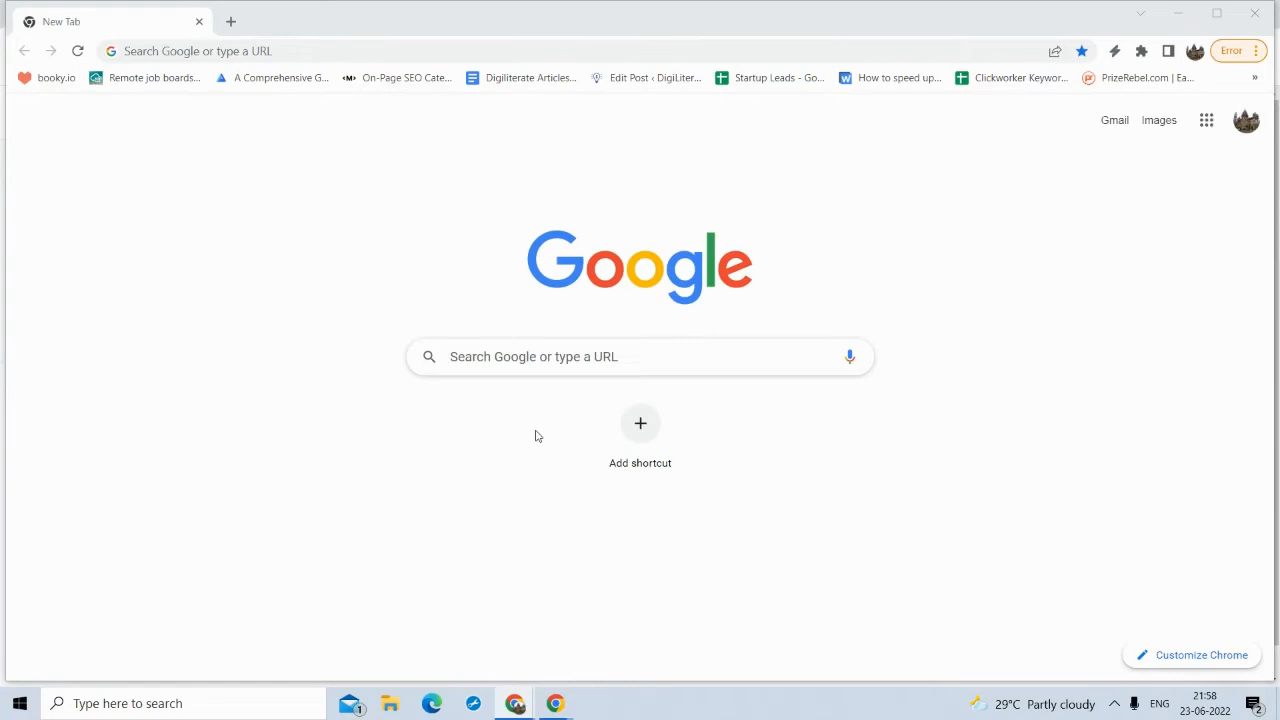 New Tab
Search Google or type a URL
Error
booky.io
Remote job boards...
A Comprehensive G...
On-Page SEO Cate...
Digiliterate Articles...
Edit Post ‹ DigiLiter...
Startup Leads - Go...
How to speed up...
Clickworker Keywor...
PrizeRebel.com | Ea...
»
Gmail
Images
Google
Search Google or type a URL
Add shortcut
Customize Chrome
Type here to search
1
29°C Partly cloudy
ENG
21:58
23-06-2022
2